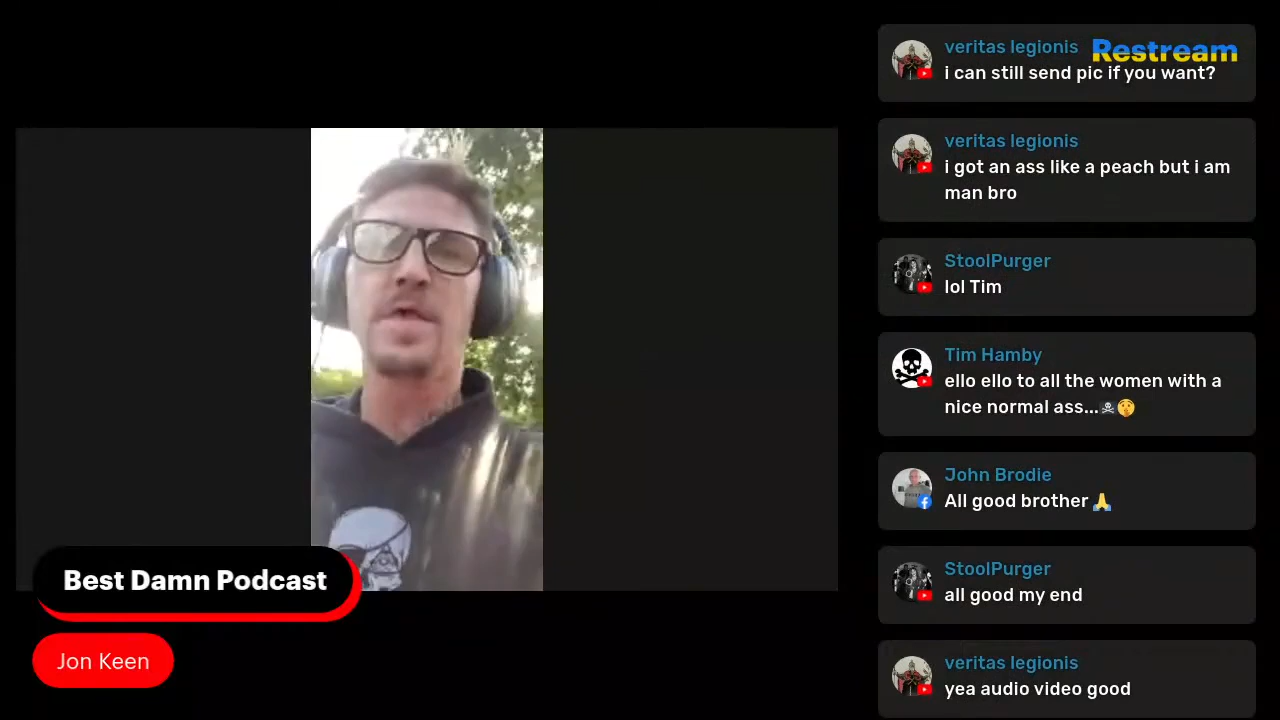 Best Damn Podcast
Jon Keen
Restream
veritas legionis
i can still send pic if you want?
veritas legionis
i got an ass like a peach but i am
man bro
StoolPurger
lol Tim
Tim Hamby
ello ello to all the women with a
nice normal ass...☠️🤫
John Brodie
All good brother 🙏
StoolPurger
all good my end
veritas legionis
yea audio video good